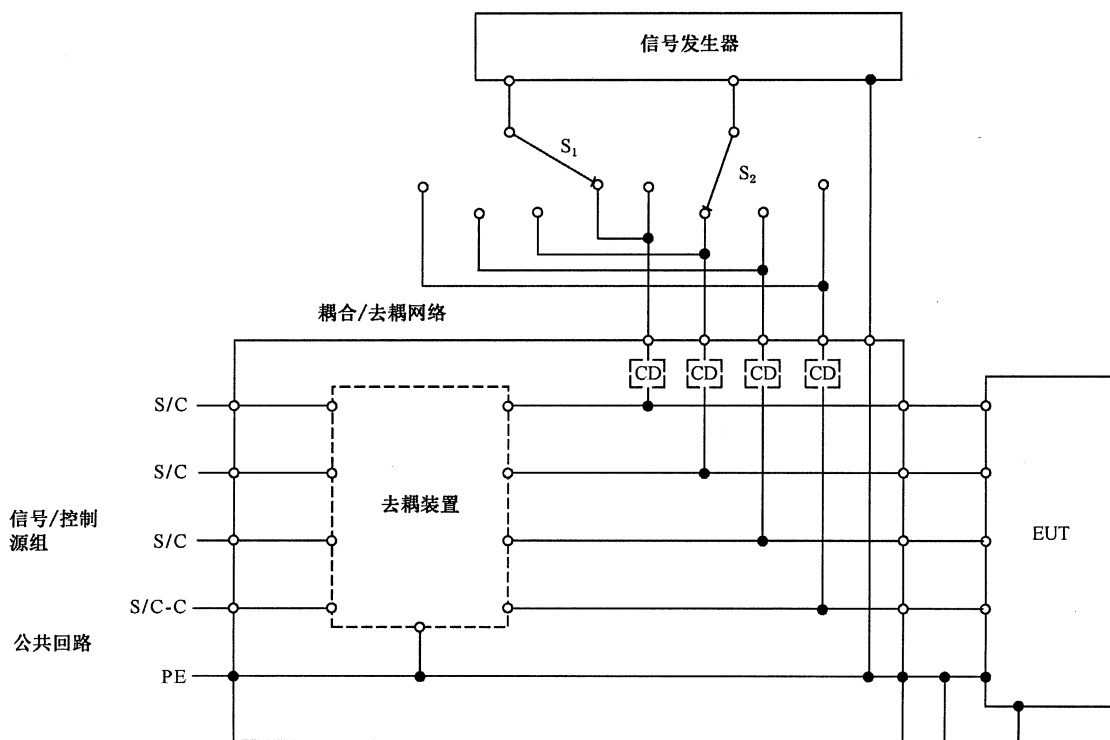 信号发生器
S1
S2
耦合/去耦网络
CD CD CD CD
S/C
S/C
去耦装置
信号/控制
源组
S/C
EUT
S/C-C
公共回路
PE